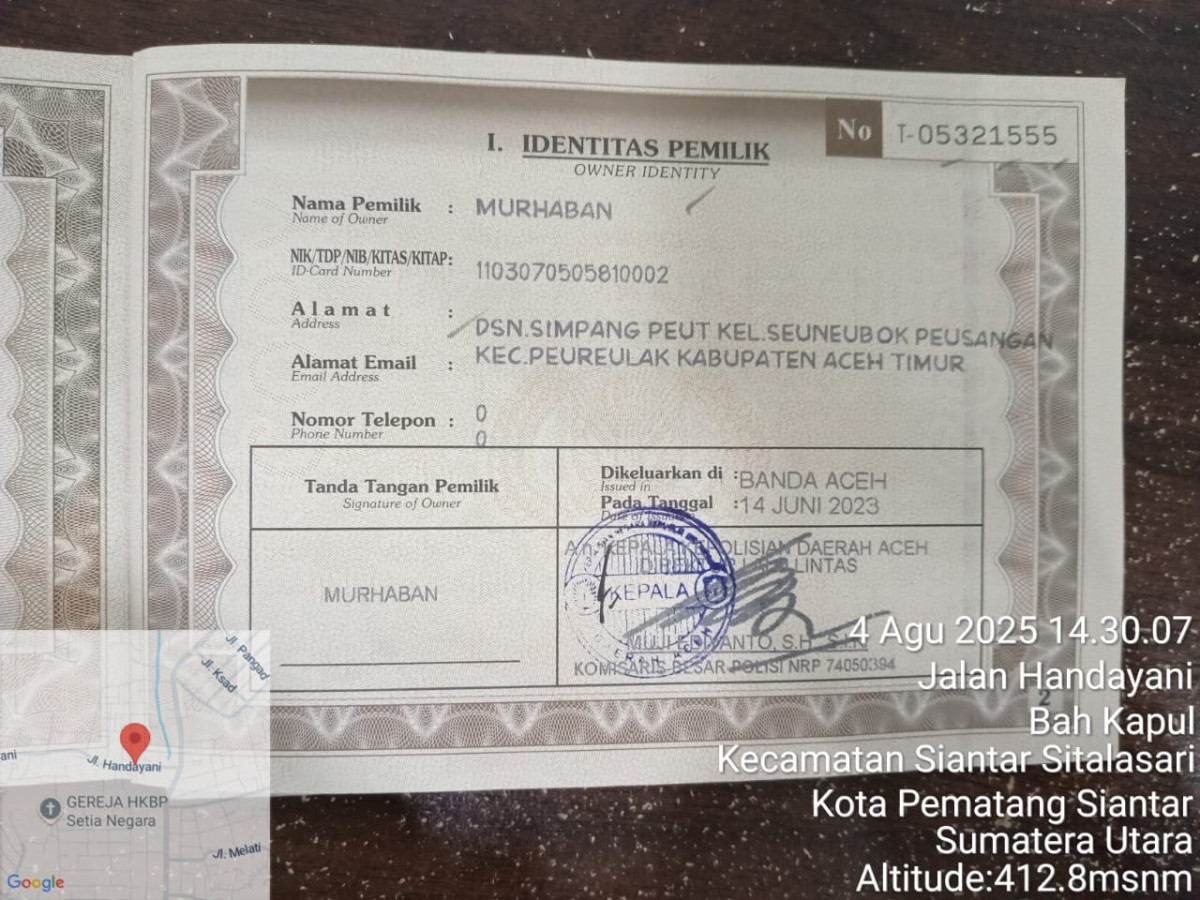 No T-05321555
I. IDENTITAS PEMILIK
OWNER IDENTITY
Nama Pemilik : MURHABAN
Name of Owner
NIK/TDP/NIB/KITAS/KITAP: 1103070505810002
ID-Card Number
Alamat :
Address
DSN.SIMPANG PEUT KEL.SEUNEUBOK PEUSANGAN
KEC.PEUREULAK KABUPATEN ACEH TIMUR
Alamat Email :
Email Address
Nomor Telepon : 0
Phone Number 0
Tanda Tangan Pemilik
Signature of Owner
Dikeluarkan di : BANDA ACEH
Issued in
Pada Tanggal : 14 JUNI 2023
Date of Issued
A.n. KEPALA KEPOLISIAN DAERAH ACEH
LINTAS
KEPALA
MURHABAN
S.H., S.I.K
KOMISARIS BESAR POLISI NRP 74050394
2
4 Agu 2025 14.30.07
Jalan Handayani
Bah Kapul
Kecamatan Siantar Sitalasari
Kota Pematang Siantar
Sumatera Utara
Altitude:412.8msnm
Jl. Pangad
Jl. Ksad
ani
Jl. Handayani
GEREJA HKBP
Setia Negara
Jl. Melati
Google